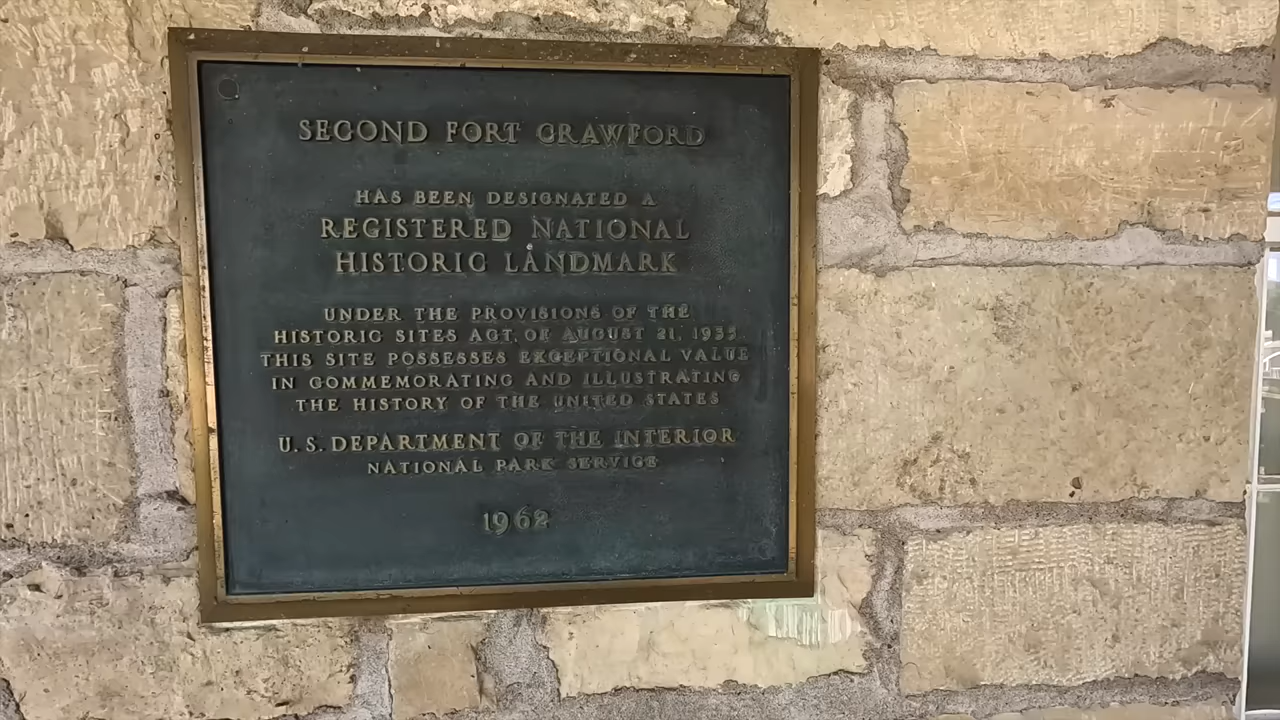 SECOND FORT CRAWFORD
HAS BEEN DESIGNATED A
REGISTERED NATIONAL
HISTORIC LANDMARK
UNDER THE PROVISIONS OF THE
HISTORIC SITES ACT OF AUGUST 21, 1935.
THIS SITE POSSESSES EXCEPTIONAL VALUE
IN COMMEMORATING AND ILLUSTRATING
THE HISTORY OF THE UNITED STATES
U.S. DEPARTMENT OF THE INTERIOR
NATIONAL PARK SERVICE
1962